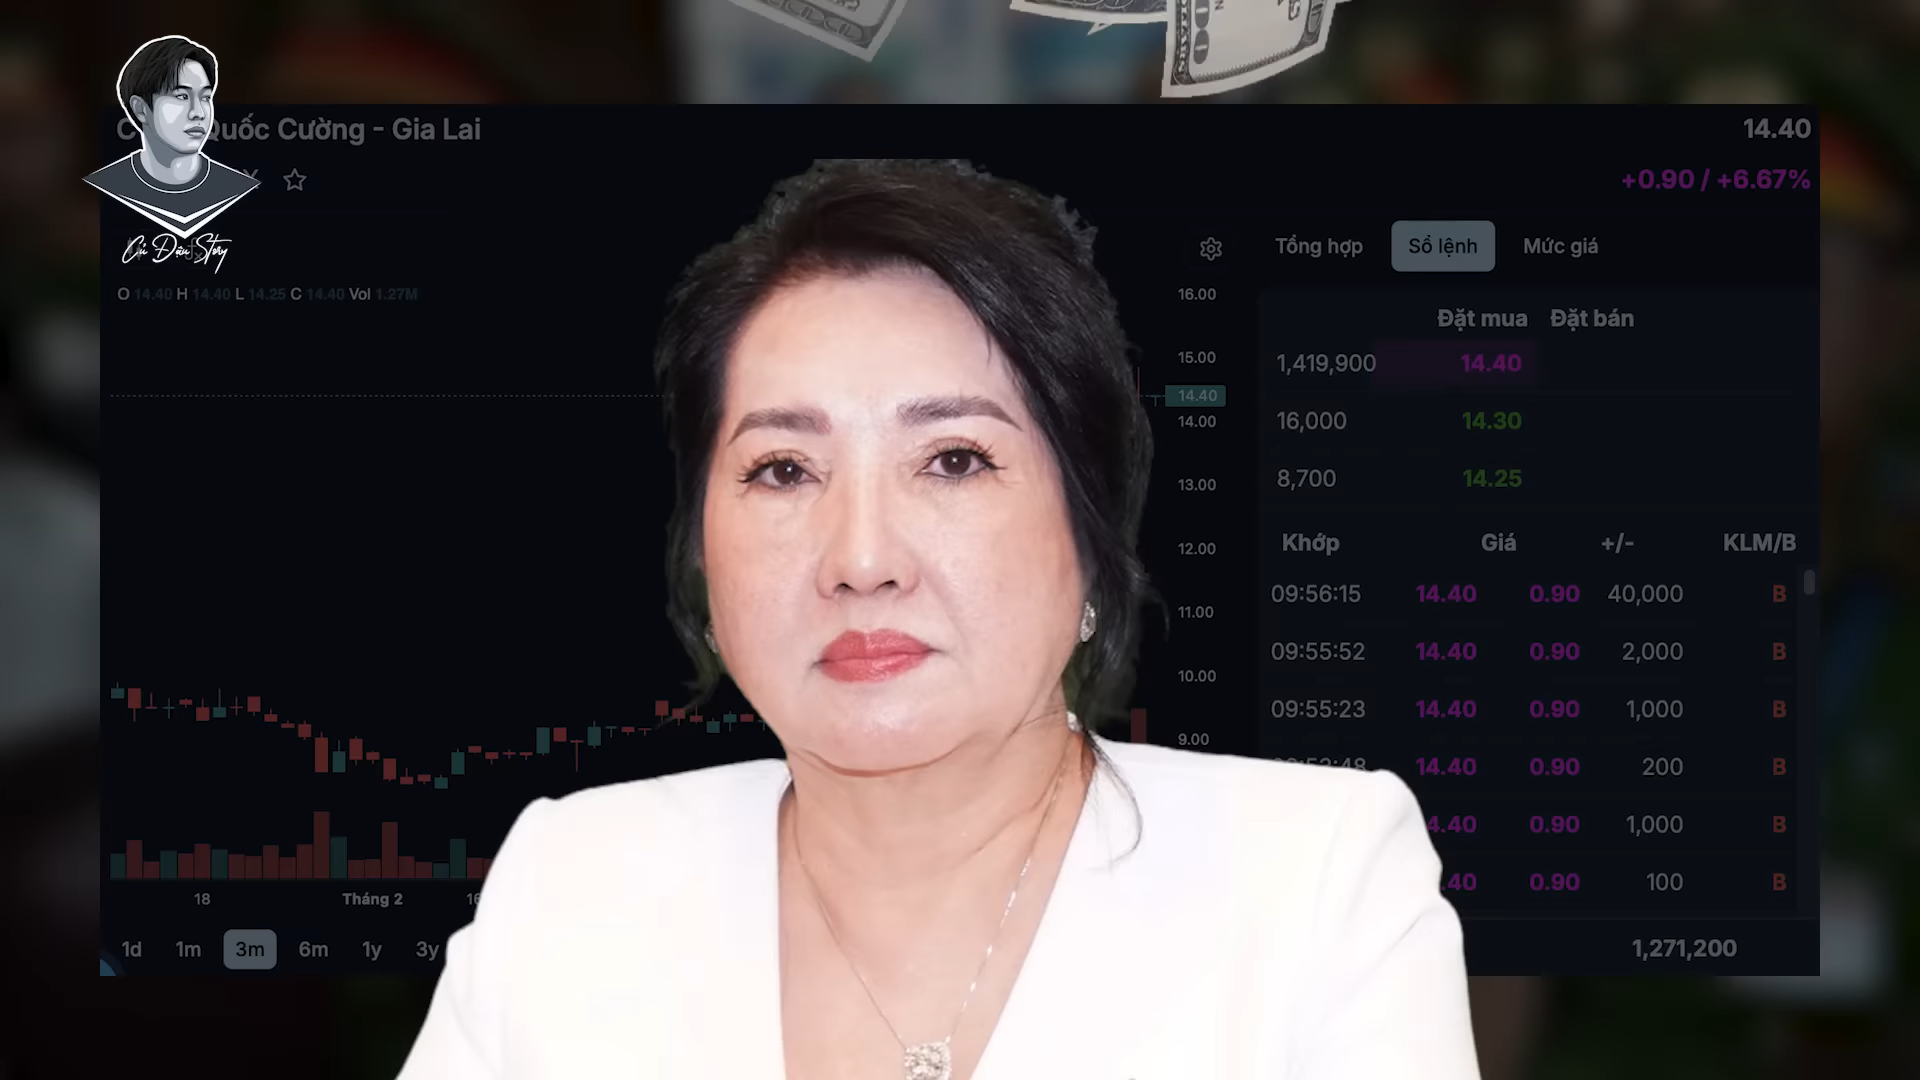 Quốc Cường - Gia Lai
14.40
+0.90 / +6.67%
Củ Đậu Story
O 14.40 H 14.40 L 14.25 C 14.40 Vol 1.27M
Tổng hợp Sổ lệnh Mức giá
16.00
15.00
14.40
14.00
13.00
12.00
11.00
10.00
9.00
Đặt mua Đặt bán
1,419,900 14.40
16,000 14.30
8,700 14.25
Khớp Giá +/- KLM/B
09:56:15 14.40 0.90 40,000 B
09:55:52 14.40 0.90 2,000 B
09:55:23 14.40 0.90 1,000 B
14.40 0.90 200 B
0.90 1,000 B
0.90 100 B
18 Tháng 2
1d 1m 3m 6m 1y 3y
1,271,200